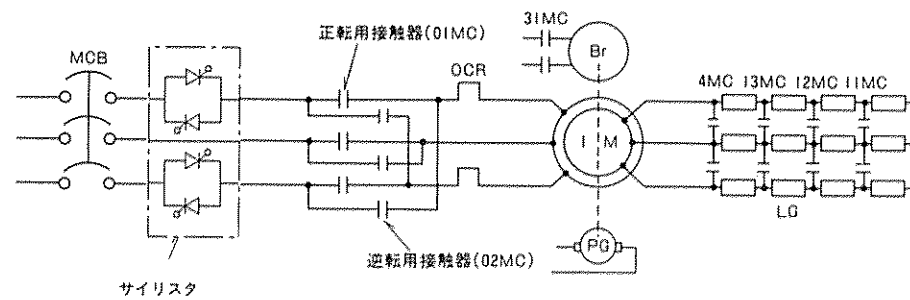 31MC
正転用接触器(01MC)
Br
MCB
OCR
4MC 13MC 12MC 11MC
I M
LG
PG
逆転用接触器(02MC)
サイリスタ